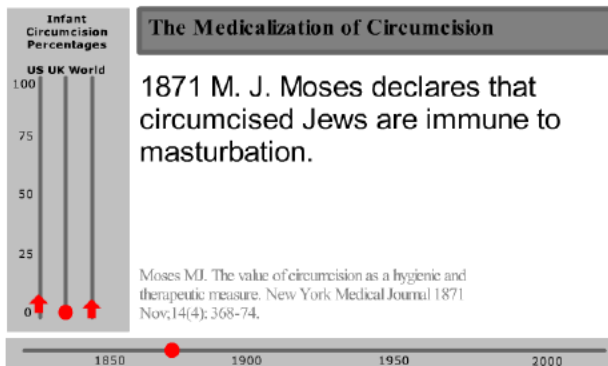 Infant
Circumcision
Percentages
US UK World
100
75
50
25
0
The Medicalization of Circumcision
1871 M. J. Moses declares that
circumcised Jews are immune to
masturbation.
Moses MJ. The value of circumcision as a hygienic and
therapeutic measure. New York Medical Journal 1871
Nov;14(4): 368-74.
1850 1900 1950 2000